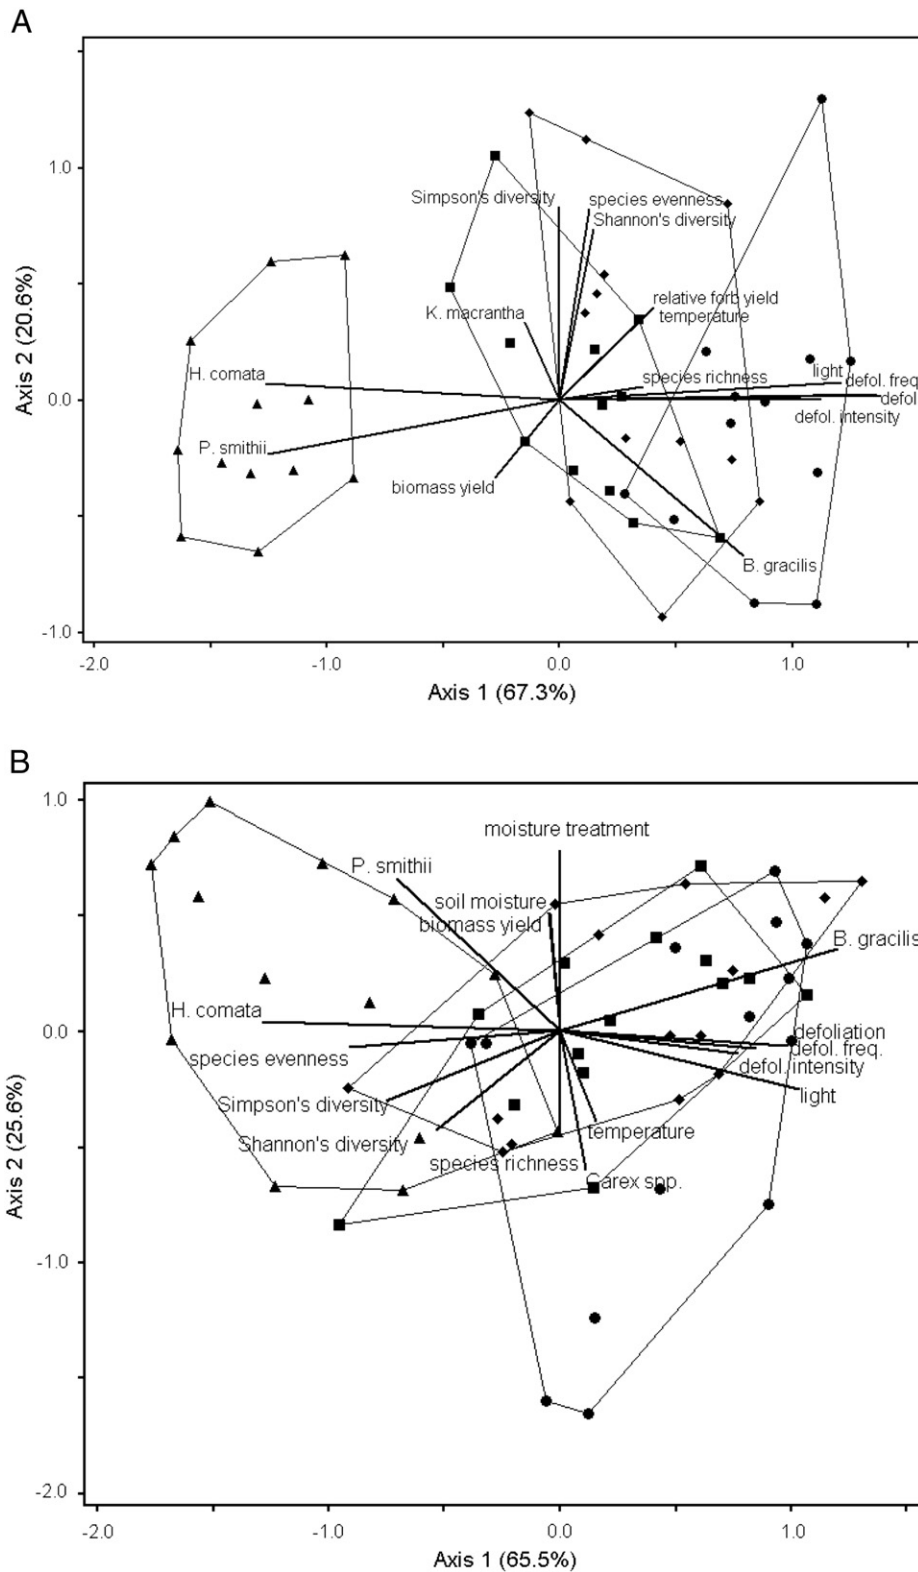 A
1.0
Simpson's diversity
species evenness
Shannon's diversity
K. macrantha
relative forb yield
temperature
Axis 2 (20.6%)
H. comata
species richness
light
defol. freq
0.0
defol
defol. intensity
P. smithii
biomass yield
B. gracilis
-1.0
-2.0
-1.0
0.0
1.0
Axis 1 (67.3%)
B
1.0
moisture treatment
P. smithii
soil moisture
biomass yield
B. gracilis
H. comata
0.0
defoliation
defol. freq.
species evenness
defol. intensity
light
Simpson's diversity
Shannon's diversity
temperature
species richness
Carex spp.
Axis 2 (25.6%)
-1.0
-2.0
-2.0
-1.0
0.0
1.0
Axis 1 (65.5%)